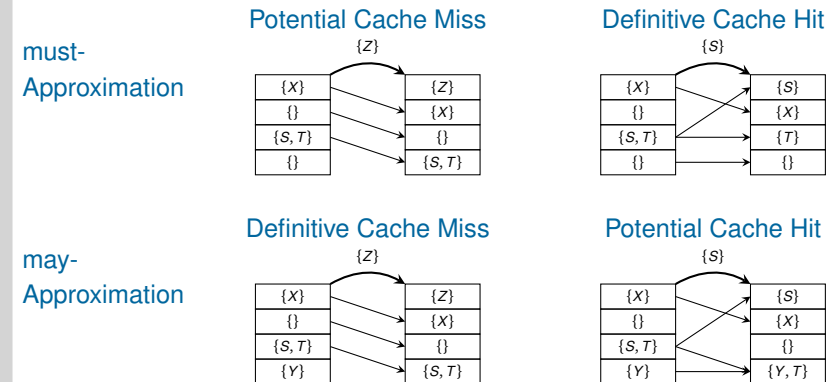 Potential Cache Miss
Definitive Cache Hit
must-
Approximation
{Z}
{X}
{}
{S, T}
{}
{Z}
{X}
{}
{S, T}
{S}
{X}
{}
{S, T}
{}
{S}
{X}
{T}
{}
Definitive Cache Miss
Potential Cache Hit
may-
Approximation
{Z}
{X}
{}
{S, T}
{Y}
{Z}
{X}
{}
{S, T}
{S}
{X}
{}
{S, T}
{Y}
{S}
{X}
{}
{Y, T}